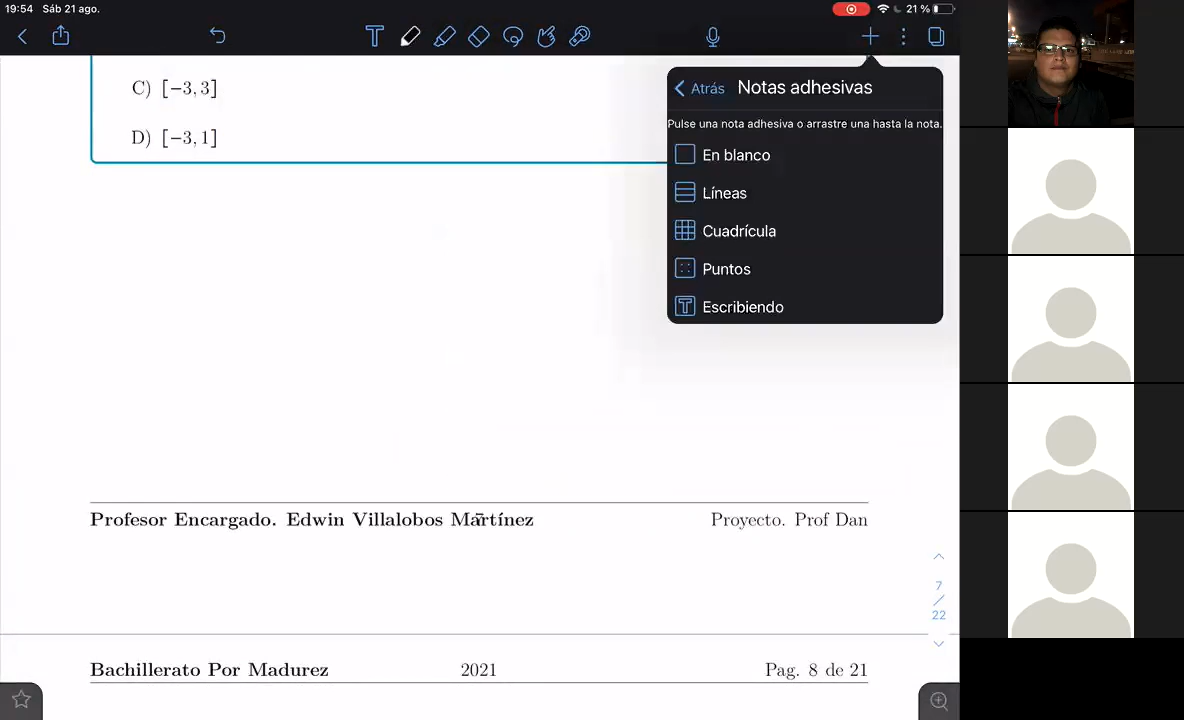 19:54 Sáb 21 ago. 21 %
C) [−3, 3]
D) [−3, 1]
Atrás Notas adhesivas
Pulse una nota adhesiva o arrastre una hasta la nota.
En blanco
Líneas
Cuadrícula
Puntos
Escribiendo
Profesor Encargado. Edwin Villalobos Martínez Proyecto. Prof Dan
7
/
22
Bachillerato Por Madurez 2021 Pag. 8 de 21